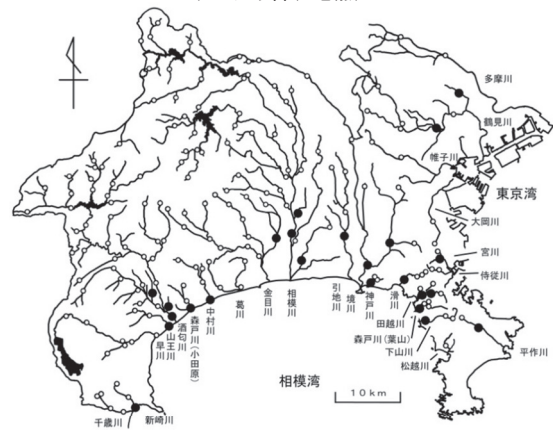 多摩川
鶴見川
帷子川
東京湾
大岡川
宮川
侍従川
平作川
滑川
田越川
森戸川(葉山)
下山川
松越川
神戸川
境川
引地川
相模川
金目川
葛川
中村川
森戸川(小田原)
酒匂川
山王川
早川
新崎川
千歳川
相模湾
10km